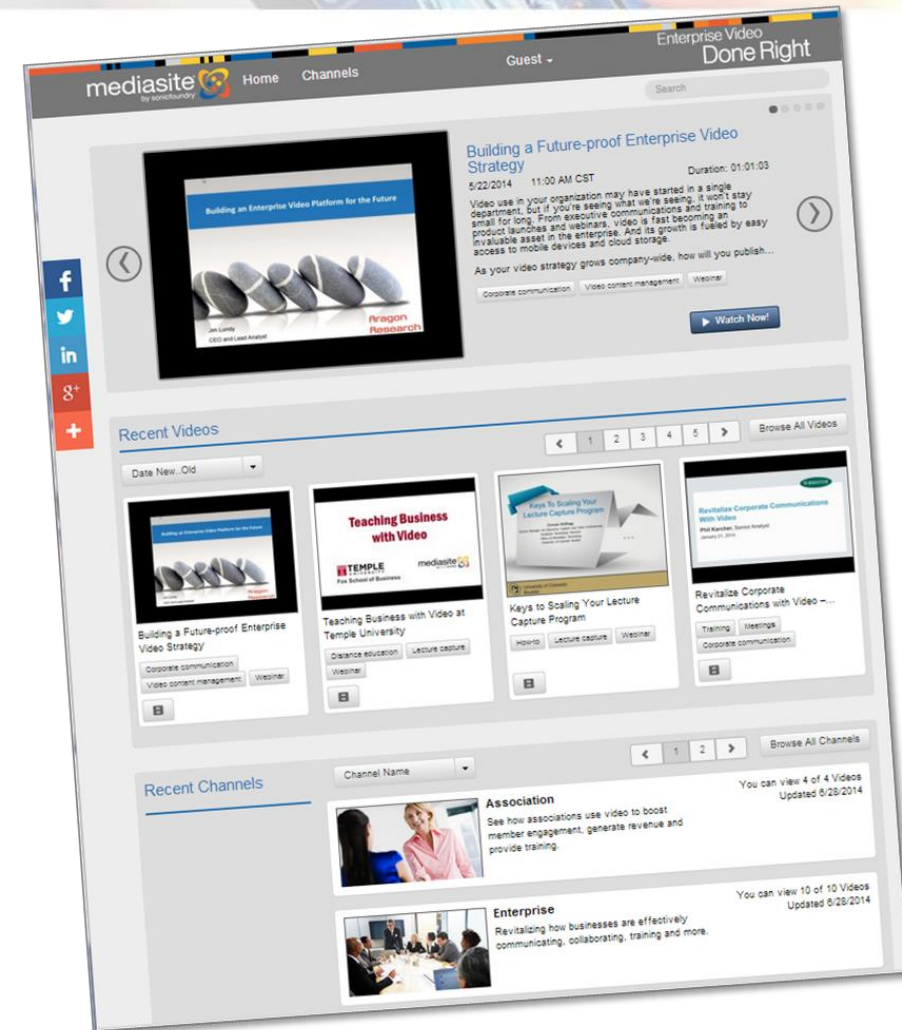 mediasite
by sonicfoundry
Home
Channels
Guest
Enterprise Video
Done Right
Search
Building an Enterprise Video Platform for the Future
Jim Lundy
CEO and Lead Analyst
Aragon
Research
Building a Future-proof Enterprise Video
Strategy
5/22/2014 11:00 AM CST Duration: 01:01:03
Video use in your organization may have started in a single
department, but if you're seeing what we're seeing, it won't stay
small for long. From executive communications and training to
product launches and webinars, video is fast becoming an
invaluable asset in the enterprise. And its growth is fueled by easy
access to mobile devices and cloud storage.
As your video strategy grows company-wide, how will you publish...
Corporate communication Video content management Webinar
Watch Now!
f
in
g+
+
Recent Videos
1 2 3 4 5
Browse All Videos
Date New..Old
Building an Enterprise Video Platform for the Future
Aragon
Research
Building a Future-proof Enterprise
Video Strategy
Corporate communication
Video content management Webinar
Teaching Business
with Video
TEMPLE
UNIVERSITY
Fox School of Business
mediasite
Teaching Business with Video at
Temple University
Distance education Lecture capture
Webinar
Keys To Scaling Your
Lecture Capture Program
Keys to Scaling Your Lecture
Capture Program
How-to Lecture capture Webinar
Revitalize Corporate Communications
With Video
Phil Karcher, Senior Analyst
January 21, 2014
Revitalize Corporate
Communications with Video –...
Training Meetings
Corporate communication
Recent Channels
Channel Name
1 2
Browse All Channels
Association
See how associations use video to boost
member engagement, generate revenue and
provide training.
You can view 4 of 4 Videos
Updated 6/28/2014
Enterprise
Revitalizing how businesses are effectively
communicating, collaborating, training and more.
You can view 10 of 10 Videos
Updated 6/28/2014